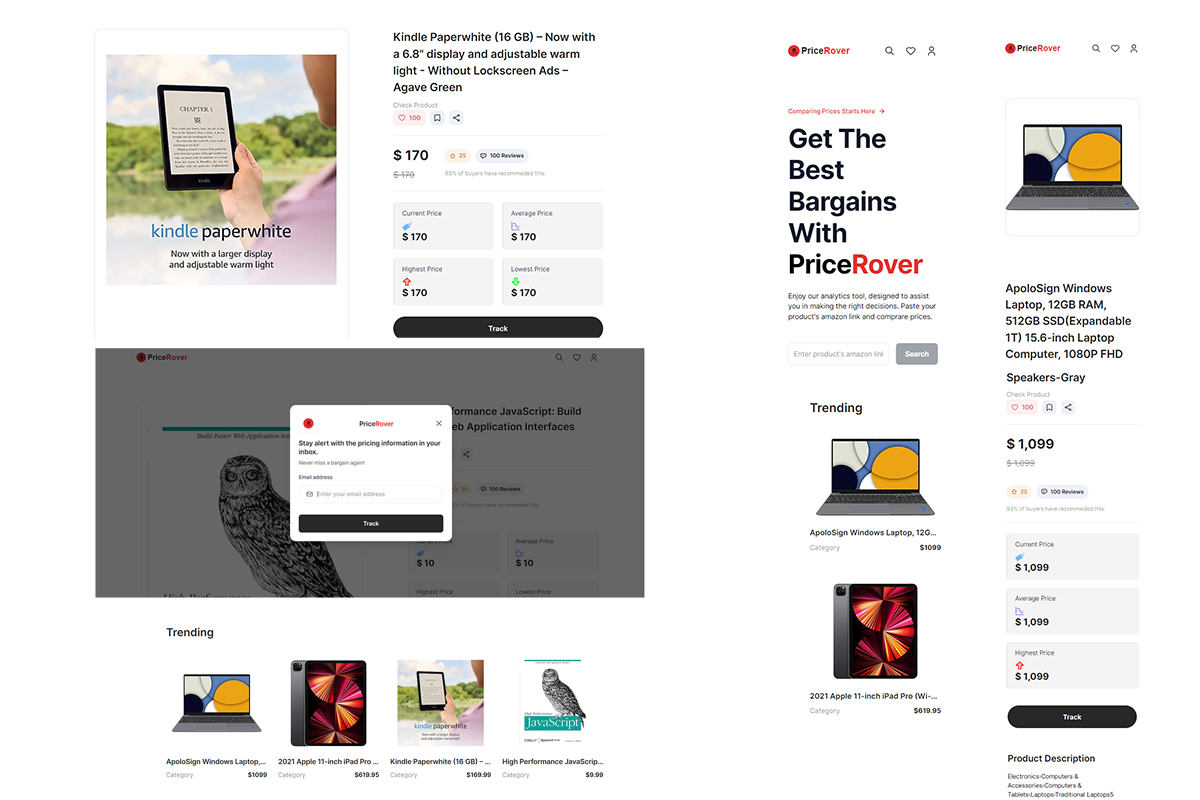 Kindle Paperwhite (16 GB) – Now with
a 6.8" display and adjustable warm
light - Without Lockscreen Ads –
Agave Green
Check Product
100
$ 170
25
100 Reviews
$ 170
93% of buyers have recommeded this.
Current Price
$ 170
Average Price
$ 170
Highest Price
$ 170
Lowest Price
$ 170
Track
CHAPTER 1
kindle
kindle paperwhite
Now with a larger display
and adjustable warm light
PriceRover
formance JavaScript: Build
eb Application Interfaces
Build Faster Web Application In
25
100 Reviews
of buyers have recommeded this.
Current Price
$ 10
Average Price
$ 10
Highest Price
Lowest Price
PriceRover
Stay alert with the pricing information in your
inbox.
Never miss a bargain again!
Email address
Enter your email address
Track
Trending
kindle paperwhite
Now with a larger display
and adjustable warm light
High Performance
JavaScript
O'REILLY
ApoloSign Windows Laptop,...
Category
$1099
2021 Apple 11-inch iPad Pro ...
Category
$619.95
Kindle Paperwhite (16 GB) – ...
Category
$169.99
High Performance JavaScrip...
Category
$9.99
PriceRover
Comparing Prices Starts Here
Get The
Best
Bargains
With
PriceRover
Enjoy our analytics tool, designed to assist
you in making the right decisions. Paste your
product's amazon link and comprare prices.
Enter product's amazon link
Search
Trending
ApoloSign Windows Laptop, 12G...
Category
$1099
2021 Apple 11-inch iPad Pro (Wi-...
Category
$619.95
PriceRover
ApoloSign Windows
Laptop, 12GB RAM,
512GB SSD(Expandable
1T) 15.6-inch Laptop
Computer, 1080P FHD
Speakers-Gray
Check Product
100
$ 1,099
$ 1,099
25
100 Reviews
93% of buyers have recommeded this.
Current Price
$ 1,099
Average Price
$ 1,099
Highest Price
$ 1,099
Track
Product Description
Electronics›Computers &
Accessories›Computers &
Tablets›Laptops›Traditional Laptops5